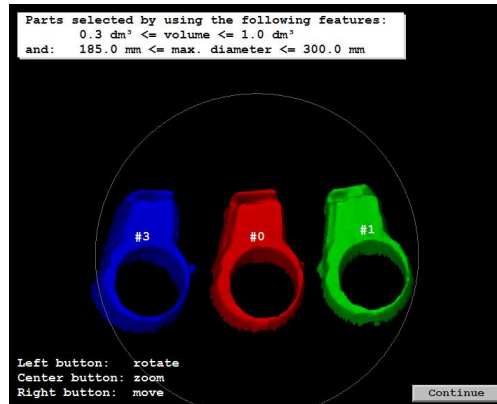 Parts selected by using the following features:
0.3 dm³ <= volume <= 1.0 dm³
and: 185.0 mm <= max. diameter <= 300.0 mm
#3
#0
#1
Left button: rotate
Center button: zoom
Right button: move
Continue